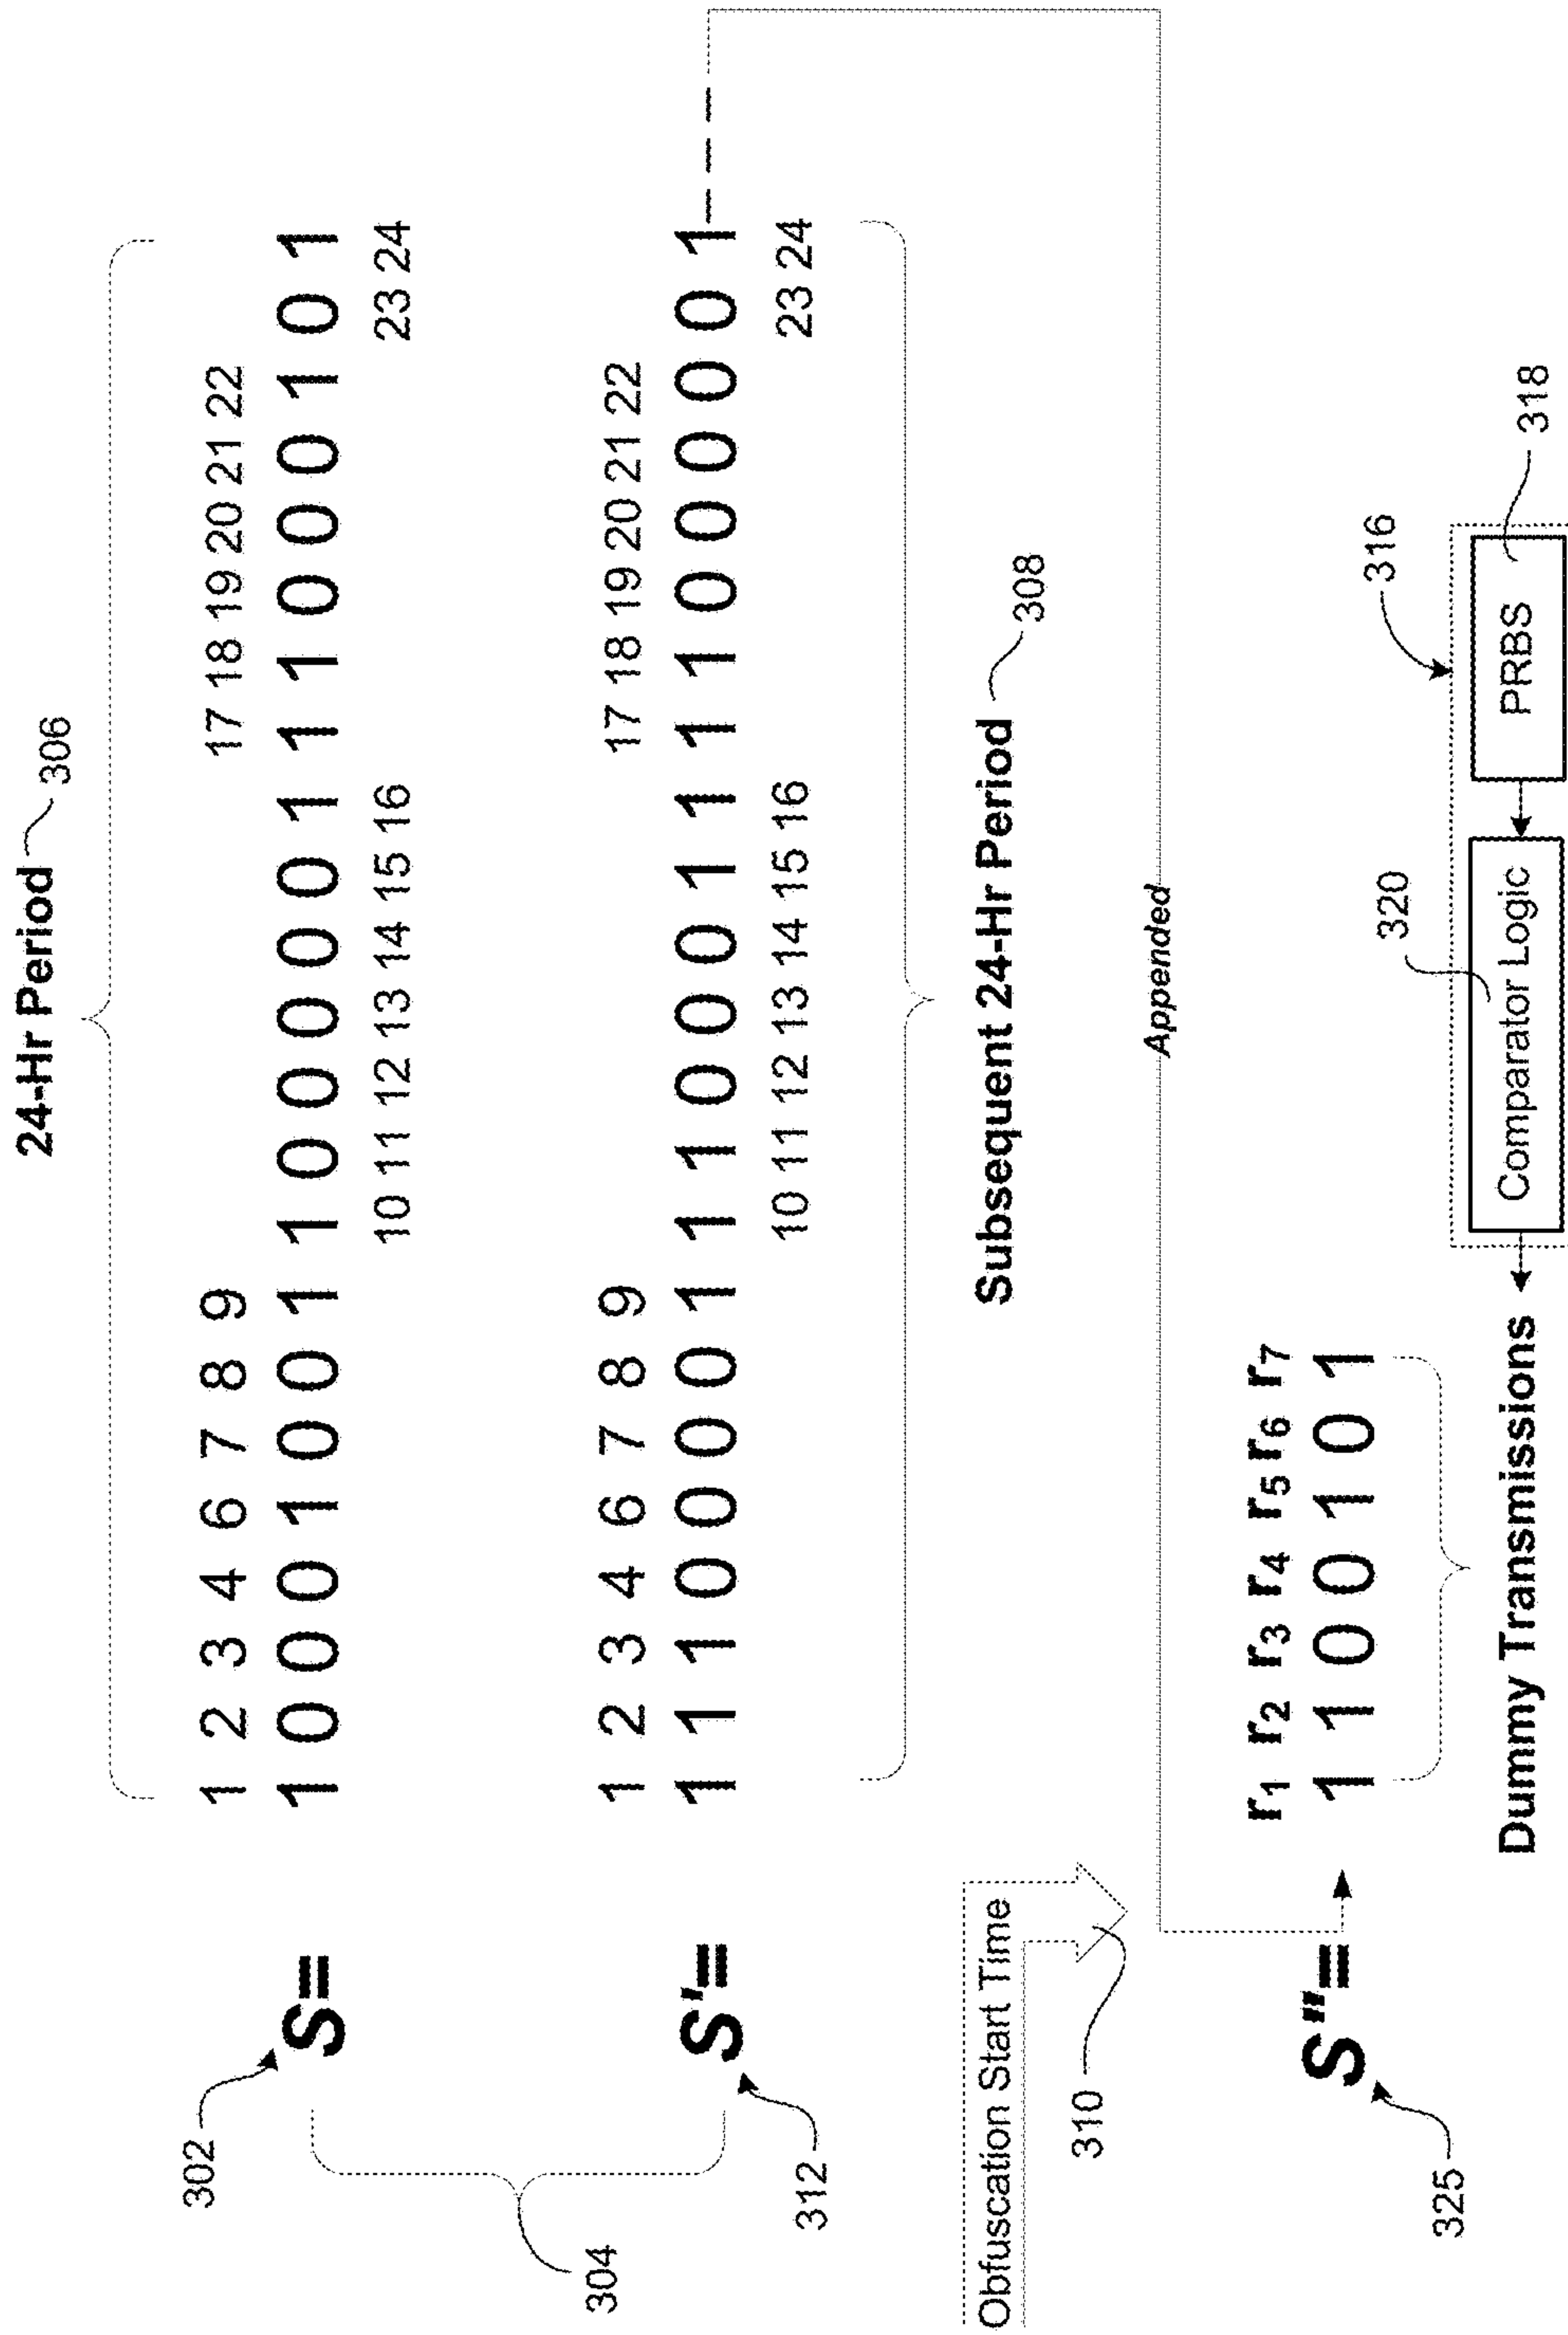 24-Hr Period 306
1 2 3 4 6 7 8 9 17 18 19 20 21 22
302 S= 1 0 0 0 1 0 0 1 1 0 0 0 0 0 1 1 1 0 0 0 1 0 1
10 11 12 13 14 15 16 23 24
304
1 2 3 4 6 7 8 9 17 18 19 20 21 22
312 S'= 1 1 1 0 0 0 0 1 1 1 0 0 0 1 1 1 1 0 0 0 0 0 1
10 11 12 13 14 15 16 23 24
Subsequent 24-Hr Period 308
Obfuscation Start Time
310
Appended
r1 r2 r3 r4 r5 r6 r7
325 S"= 1 1 0 0 1 0 1
316
320
Dummy Transmissions
Comparator Logic
PRBS
318